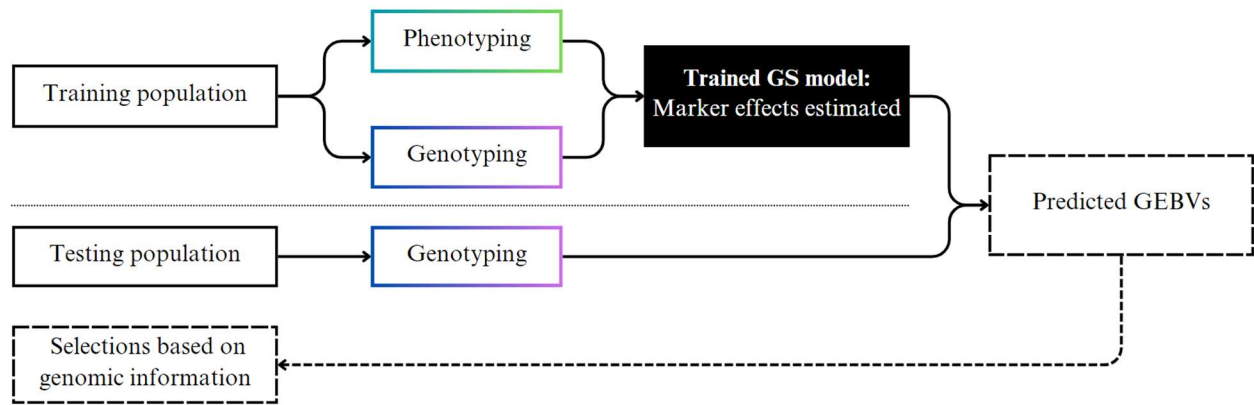 Phenotyping
Training population
Trained GS model:
Marker effects estimated
Genotyping
Predicted GEBVs
Testing population
Genotyping
Selections based on
genomic information